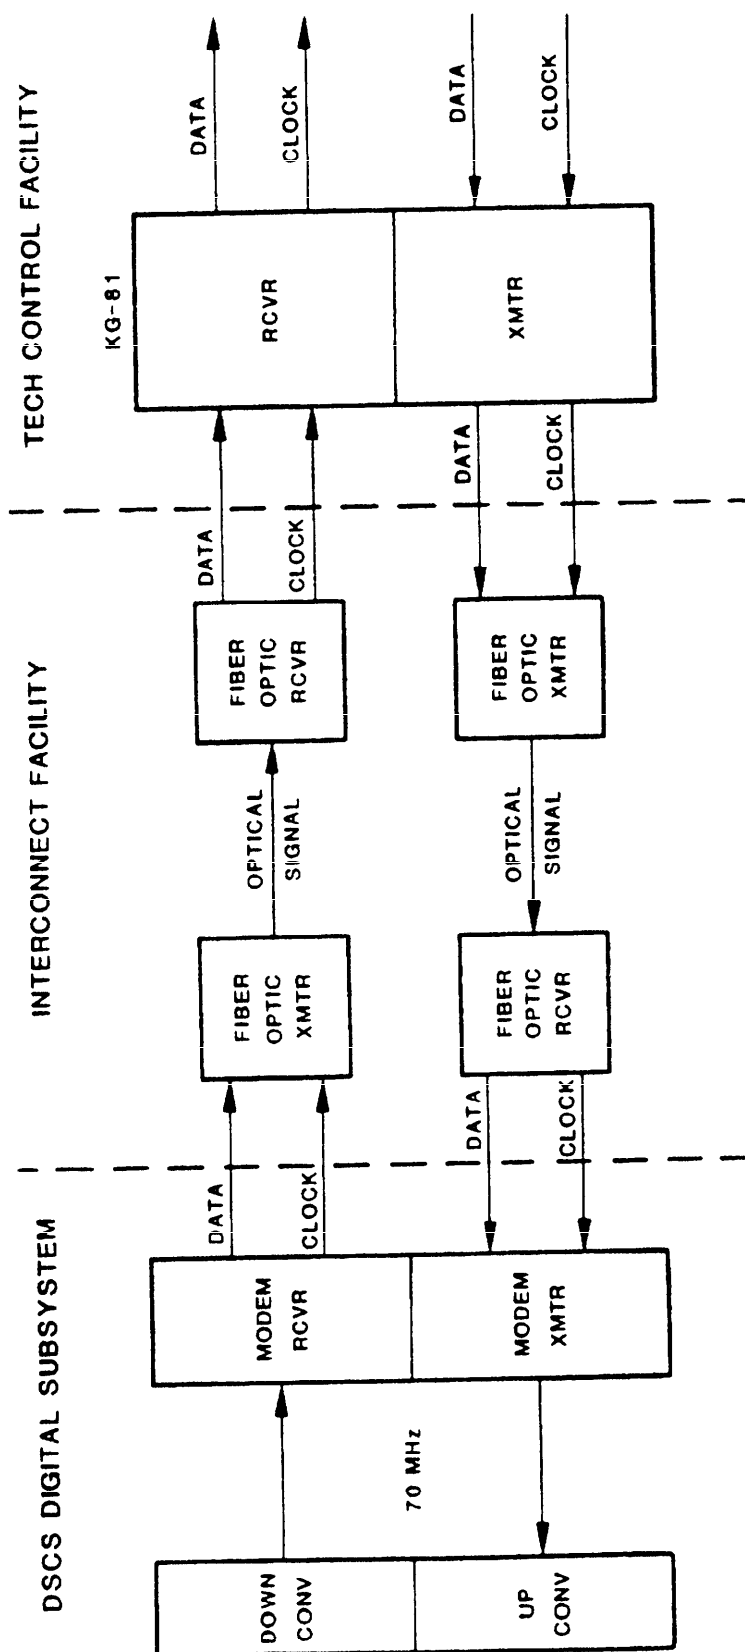 DSCS DIGITAL SUBSYSTEM
INTERCONNECT FACILITY
TECH CONTROL FACILITY
KG-81
DOWN
CONV
MODEM
RCVR
DATA
CLOCK
FIBER
OPTIC
XMTR
OPTICAL
SIGNAL
FIBER
OPTIC
RCVR
DATA
CLOCK
RCVR
DATA
CLOCK
70 MHz
UP
CONV
MODEM
XMTR
DATA
CLOCK
FIBER
OPTIC
RCVR
OPTICAL
SIGNAL
FIBER
OPTIC
XMTR
DATA
CLOCK
XMTR
DATA
CLOCK